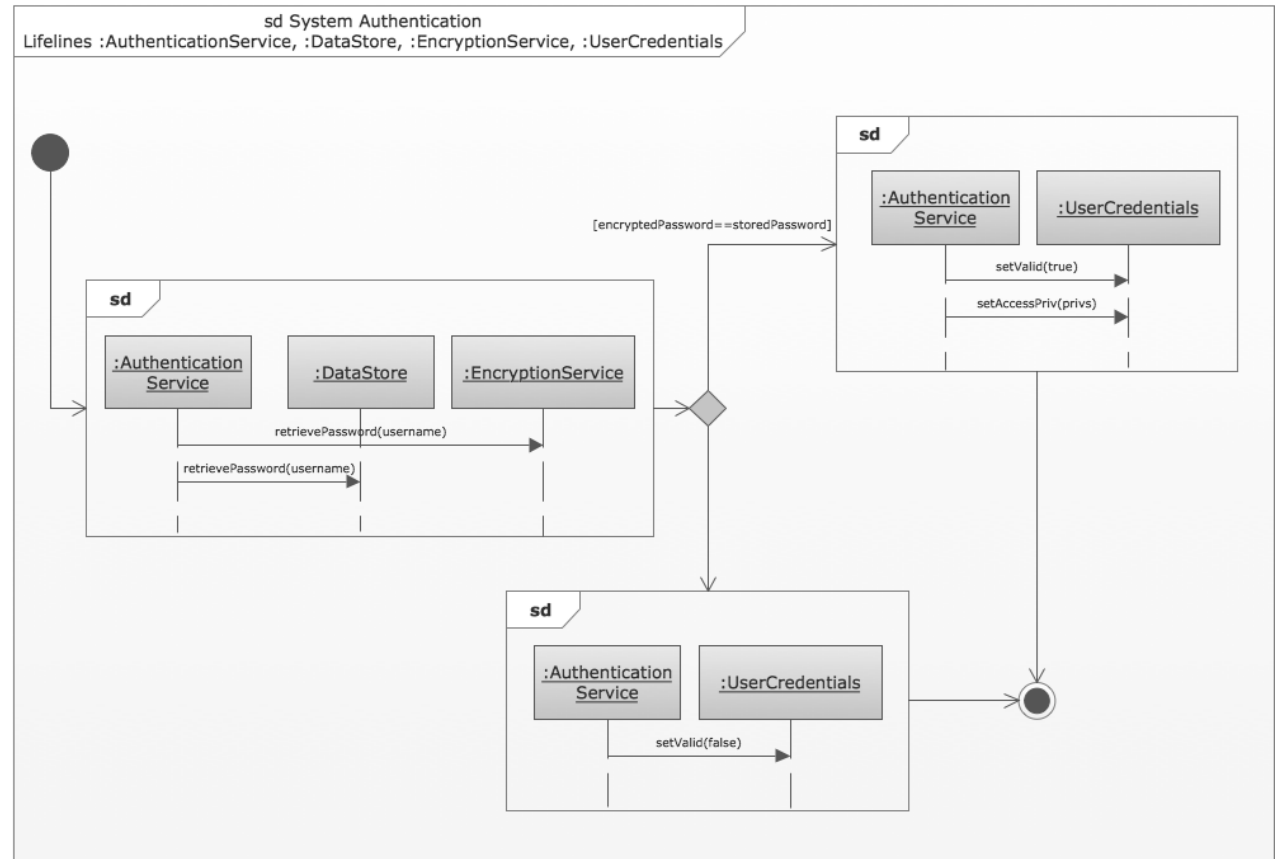 sd System Authentication
Lifelines :AuthenticationService, :DataStore, :EncryptionService, :UserCredentials
sd
:Authentication
Service
:DataStore
:EncryptionService
retrievePassword(username)
retrievePassword(username)
[encryptedPassword==storedPassword]
sd
:Authentication
Service
:UserCredentials
setValid(true)
setAccessPriv(privs)
sd
:Authentication
Service
:UserCredentials
setValid(false)